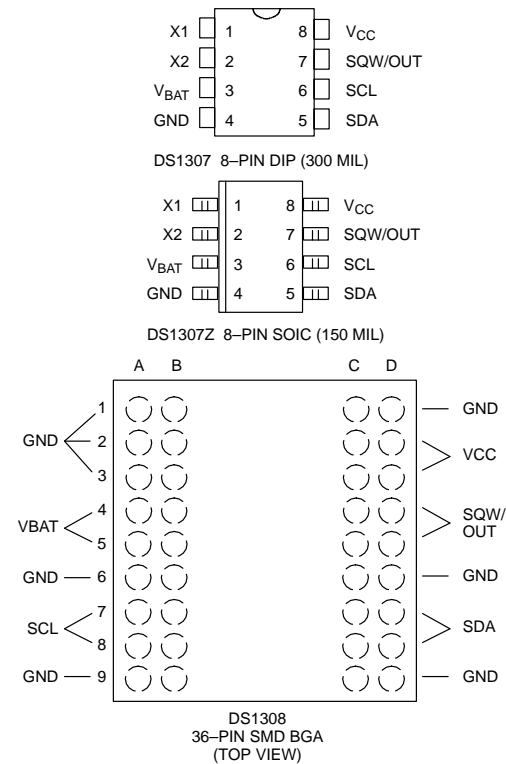 X1 1 8 VCC
X2 2 7 SQW/OUT
VBAT 3 6 SCL
GND 4 5 SDA
DS1307 8–PIN DIP (300 MIL)
X1 1 8 VCC
X2 2 7 SQW/OUT
VBAT 3 6 SCL
GND 4 5 SDA
DS1307Z 8–PIN SOIC (150 MIL)
A B C D
1 GND
GND 2
VCC
3
4
VBAT SQW/
OUT
5
GND 6 GND
7
SCL SDA
8
GND 9 GND
DS1308
36–PIN SMD BGA
(TOP VIEW)